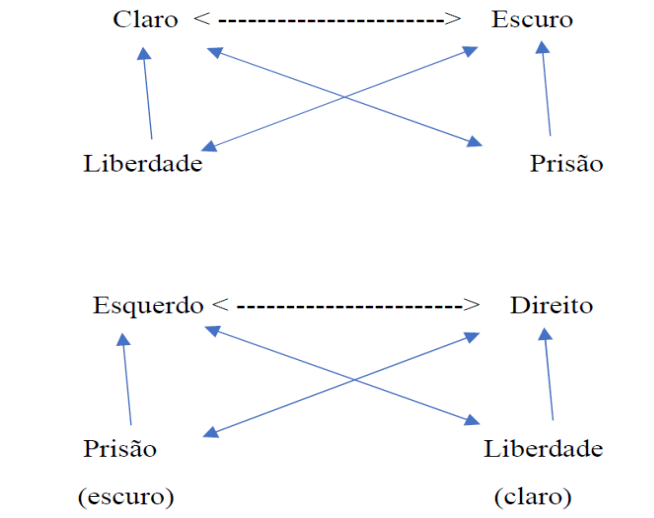 Claro < -----------------------> Escuro
Liberdade Prisão
Esquerdo < -----------------------> Direito
Prisão Liberdade
(escuro) (claro)